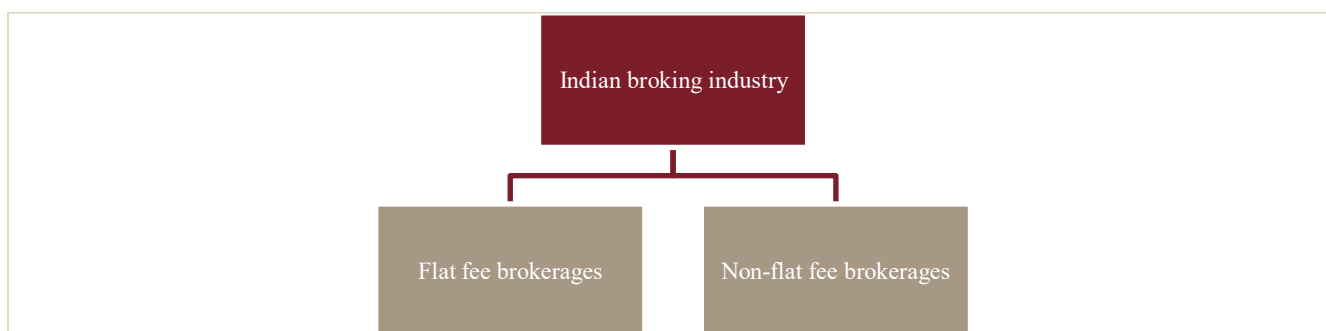 Indian broking industry
Flat fee brokerages
Non-flat fee brokerages